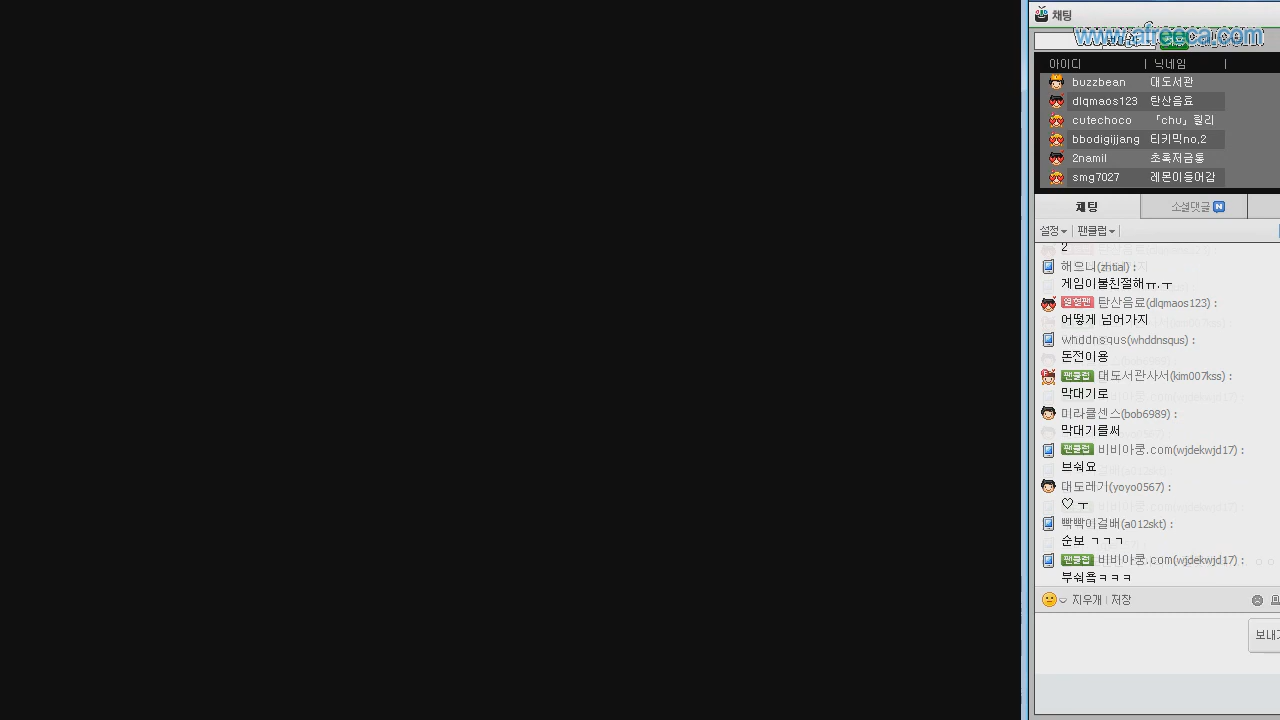 채팅
www.afreeca.com
아이디 | 닉네임 |
buzzbean 대도서관
dlqmaos123 탄산음료
cutechoco 「chu」힐리
bbodigijjang 티키믹no,2
2namil 초록저금통
smg7027 레몬이들어감
채팅 소셜댓글 N
설정 | 팬클럽 |
2
해으니(zhtial) :
게임이불친절해ㅠ.ㅜ
열혈팬 탄산음료(dlqmaos123) :
어떻게 넘어가지
whddnsqus(whddnsqus) :
돈전이용
팬클럽 대도서관사서(kim007kss) :
막대기로
미라클센스(bob6989) :
막대기를써
팬클럽 비비아쿵.com(wjdekwjd17) :
브숴요
대도레기(yoyo0567) :
♡ ㅜ
빡빡이걸배(a012skt) :
순보 ㄱㄱㄱ
팬클럽 비비아쿵.com(wjdekwjd17) :
부숴욬ㅋㅋㅋ
지우개 | 저장